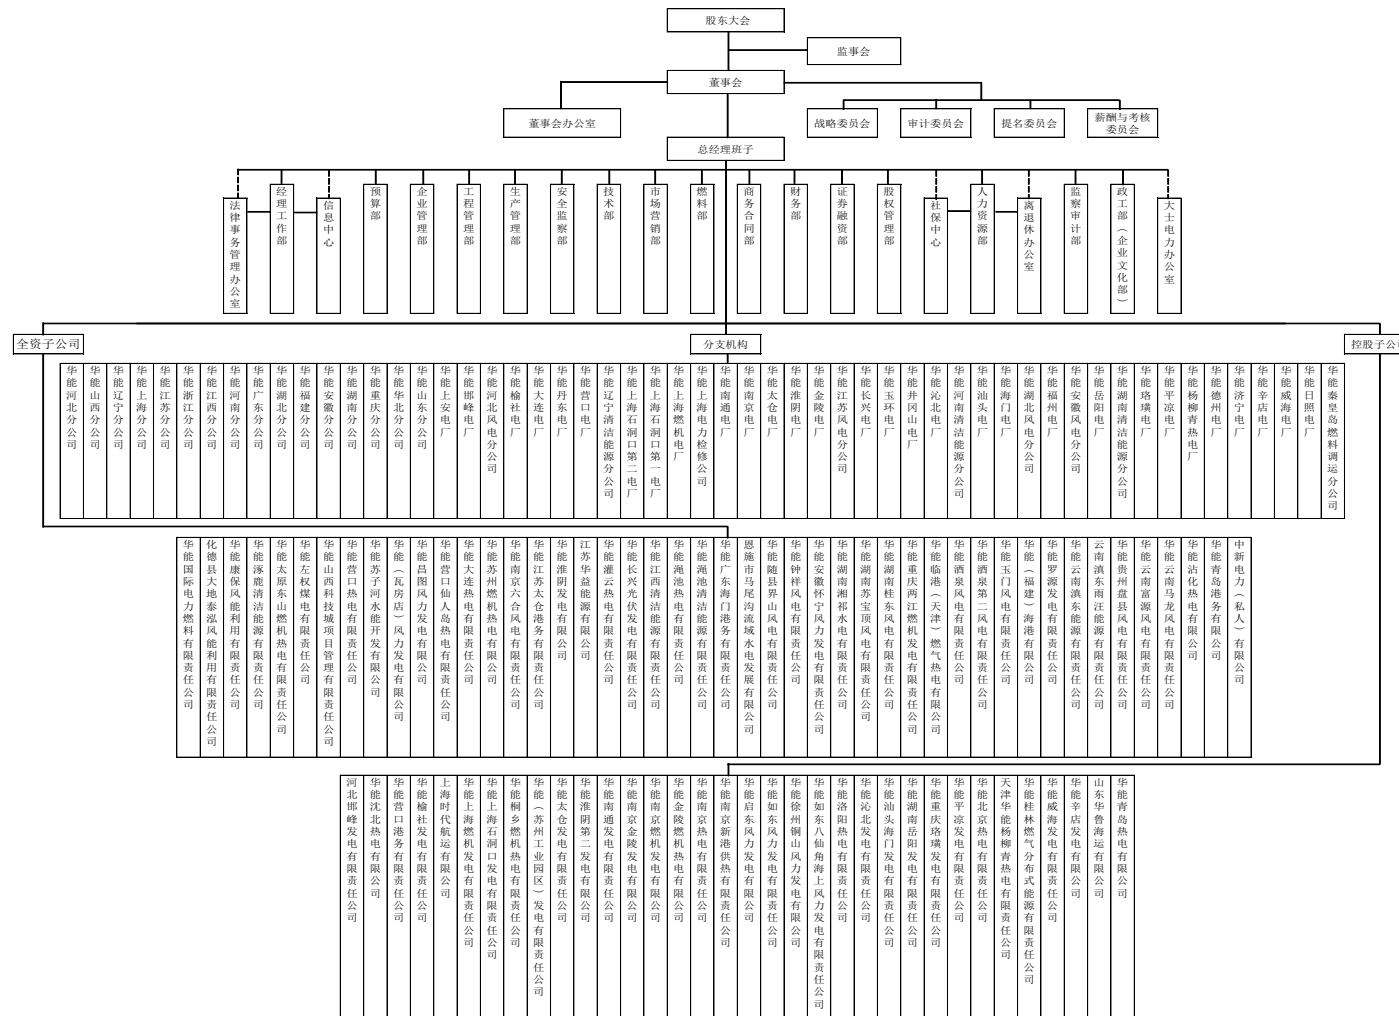 股东大会
监事会
董事会
董事会办公室
战略委员会
审计委员会
提名委员会
薪酬与考核
委员会
总经理班子
法律事务管理办公室
经理工作部
信息中心
预算部
企业管理部
工程管理部
生产管理部
安全监察部
技术部
市场营销部
燃料部
商务合同部
财务部
证券融资部
股权管理部
社保中心
人力资源部
离退休办公室
监察审计部
政工部（企业文化部）
大士电力办公室
全资子公司
分支机构
控股子公司
华能河北分公司
华能山西分公司
华能辽宁分公司
华能上海分公司
华能江苏分公司
华能浙江分公司
华能江西分公司
华能河南分公司
华能广东分公司
华能湖北分公司
华能福建分公司
华能安徽分公司
华能湖南分公司
华能重庆分公司
华能华北分公司
华能山东分公司
华能上安电厂
华能邯峰电厂
华能河北风电分公司
华能榆社电厂
华能大连电厂
华能丹东电厂
华能营口电厂
华能辽宁清洁能源分公司
华能上海石洞口第二电厂
华能上海石洞口第一电厂
华能上海燃机电厂
华能上海电力检修公司
华能南通电厂
华能南京电厂
华能太仓电厂
华能淮阴电厂
华能金陵电厂
华能江苏风电分公司
华能长兴电厂
华能玉环电厂
华能井冈山电厂
华能沁北电厂
华能河南清洁能源分公司
华能汕头电厂
华能海门电厂
华能湖北风电分公司
华能福州电厂
华能安徽风电分公司
华能岳阳电厂
华能湖南清洁能源分公司
华能珞璜电厂
华能平凉电厂
华能杨柳青热电厂
华能德州电厂
华能济宁电厂
华能辛店电厂
华能威海电厂
华能日照电厂
华能秦皇岛燃料调运分公司
华能国际电力燃料有限责任公司
化德县大地泰泓风能利用有限责任公司
华能康保风能利用有限责任公司
华能涿鹿清洁能源有限责任公司
华能太原东山燃机热电有限责任公司
华能左权煤电有限责任公司
华能山西科技城项目管理有限责任公司
华能营口热电有限责任公司
华能苏子河水能开发有限公司
华能（瓦房店）风力发电有限公司
华能昌图风力发电有限公司
华能营口仙人岛热电有限责任公司
华能大连热电有限责任公司
华能苏州燃机热电有限责任公司
华能南京六合风电有限责任公司
华能江苏太仓港务有限责任公司
华能淮阴发电有限公司
江苏华益能源有限公司
华能灌云热电有限责任公司
华能长兴光伏发电有限责任公司
华能江西清洁能源有限责任公司
华能渑池热电有限责任公司
华能渑池清洁能源有限责任公司
华能广东海门港务有限责任公司
恩施市马尾沟流域水电发展有限公司
华能随县界山风电有限责任公司
华能钟祥风电有限责任公司
华能安徽怀宁风力发电有限责任公司
华能湖南湘祁水电有限责任公司
华能湖南苏宝顶风电有限责任公司
华能湖南桂东风电有限责任公司
华能重庆两江燃机发电有限责任公司
华能临港（天津）燃气热电有限公司
华能酒泉风电有限责任公司
华能酒泉第二风电有限责任公司
华能玉门风电有限责任公司
华能（福建）海港有限公司
华能罗源发电有限责任公司
华能云南滇东能源有限责任公司
云南滇东雨汪能源有限责任公司
华能贵州盘县风电有限责任公司
华能云南富源风电有限责任公司
华能云南马龙风电有限责任公司
华能沾化热电有限公司
华能青岛港务有限公司
中新电力（私人）有限公司
河北邯峰发电有限责任公司
华能沈北热电有限公司
华能营口港务有限责任公司
华能榆社发电有限责任公司
上海时代航运有限公司
华能上海燃机发电有限责任公司
华能上海石洞口发电有限责任公司
华能桐乡燃机热电有限责任公司
华能（苏州工业园区）发电有限责任公司
华能太仓发电有限责任公司
华能淮阴第二发电有限公司
华能南通发电有限责任公司
华能南京金陵发电有限公司
华能南京燃机发电有限公司
华能金陵燃机热电有限公司
华能南京热电有限公司
华能南京新港供热有限责任公司
华能启东风力发电有限公司
华能如东风力发电有限责任公司
华能徐州铜山风力发电有限公司
华能如东八仙角海上风力发电有限责任公司
华能洛阳热电有限责任公司
华能沁北发电有限责任公司
华能汕头海门发电有限责任公司
华能湖南岳阳发电有限责任公司
华能重庆珞璜发电有限责任公司
华能平凉发电有限责任公司
华能北京热电有限责任公司
天津华能杨柳青热电有限责任公司
华能桂林燃气分布式能源有限责任公司
华能威海发电有限责任公司
华能辛店发电有限公司
山东华鲁海运有限公司
华能青岛热电有限公司